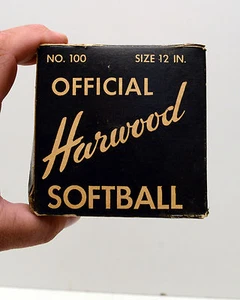 NO. 100 SIZE 12 IN.
OFFICIAL
Harwood
SOFTBALL